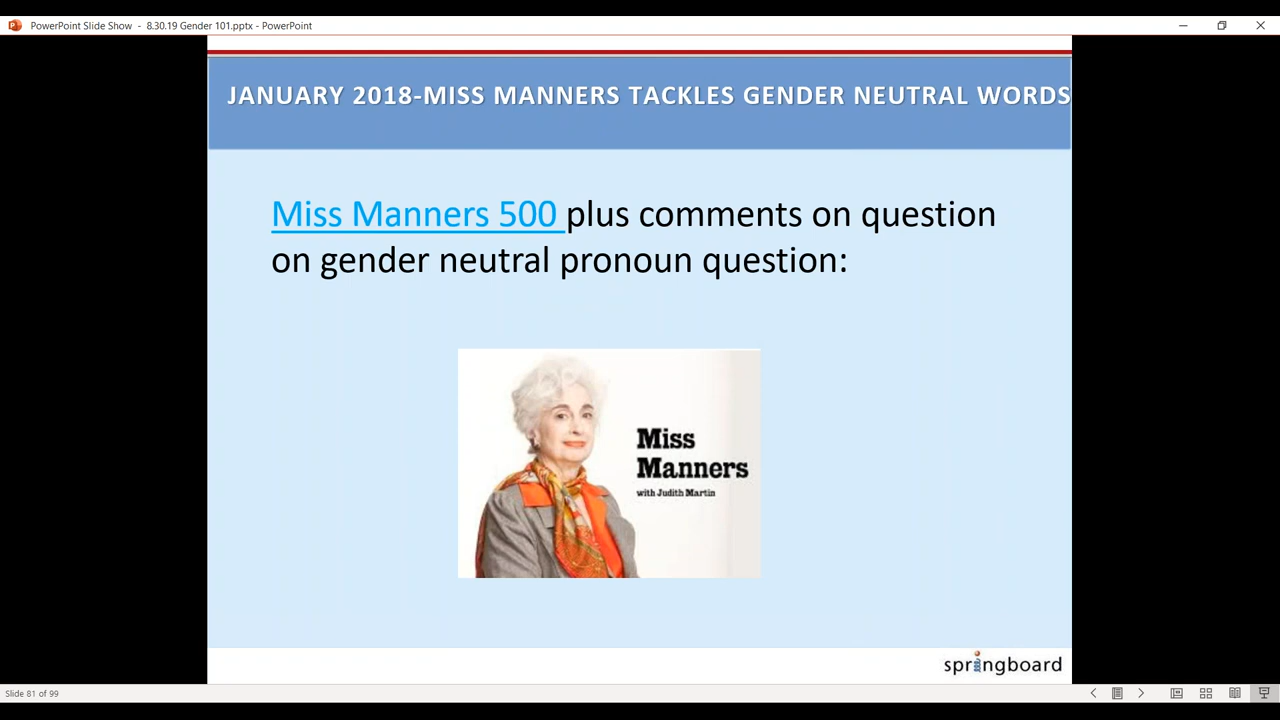 PowerPoint Slide Show - 8.30.19 Gender 101.pptx - PowerPoint
JANUARY 2018-MISS MANNERS TACKLES GENDER NEUTRAL WORDS
Miss Manners 500 plus comments on question
on gender neutral pronoun question:
Miss
Manners
with Judith Martin
springboard
Slide 81 of 99